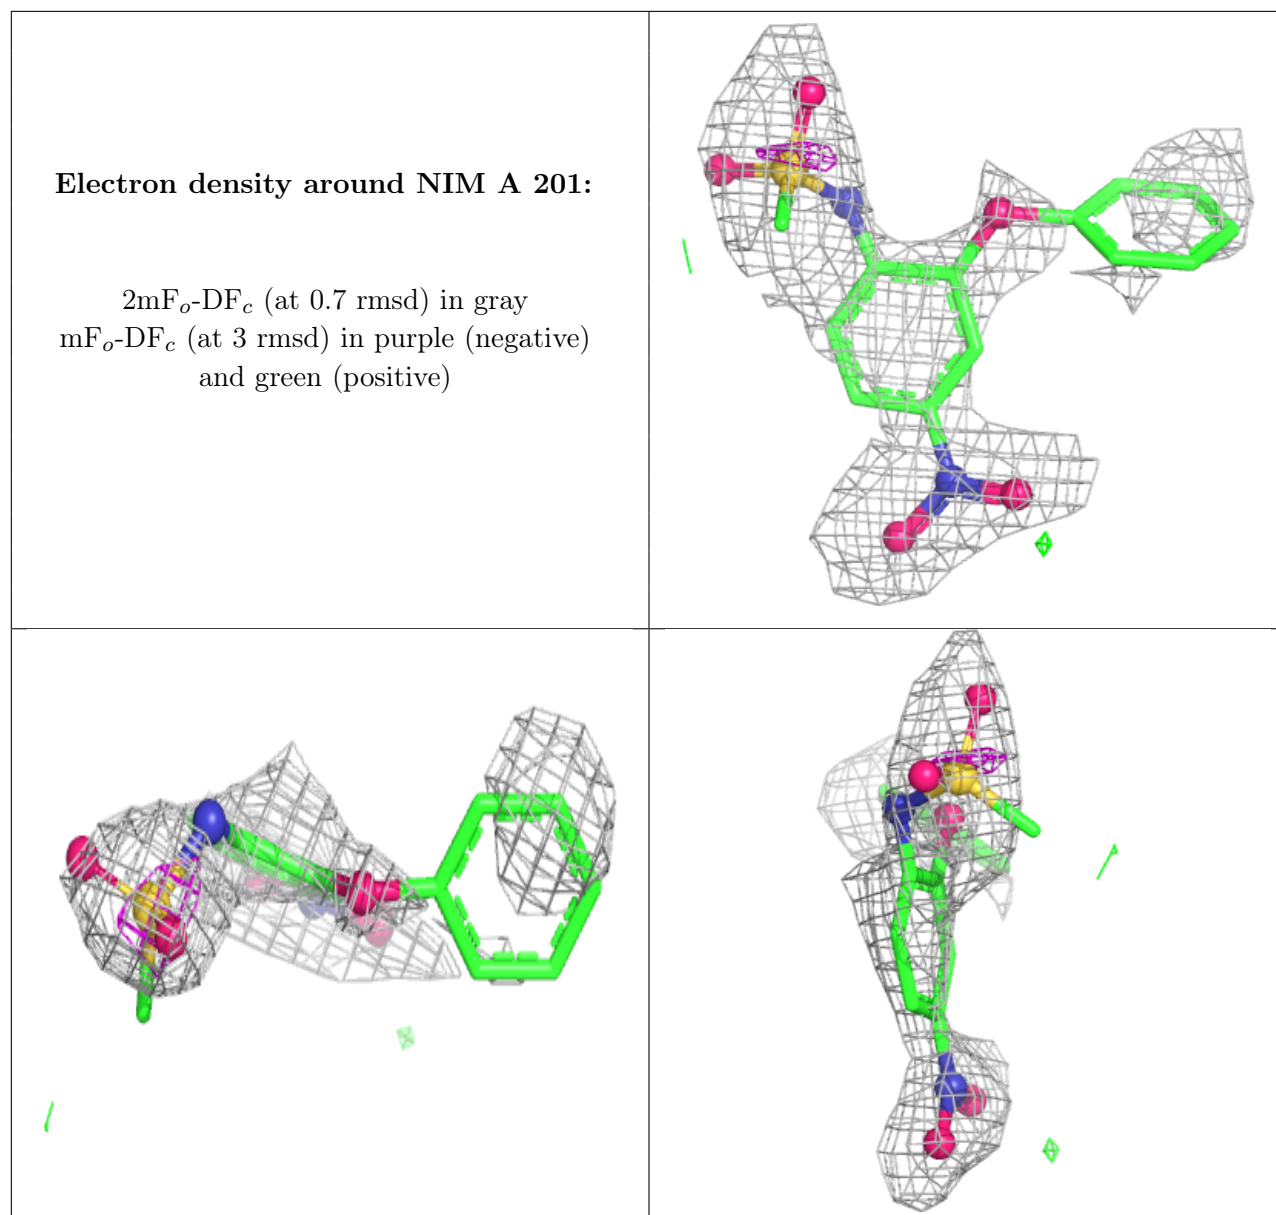 Electron density around NIM A 201:
2mFo-DFc (at 0.7 rmsd) in gray
mFo-DFc (at 3 rmsd) in purple (negative)
and green (positive)